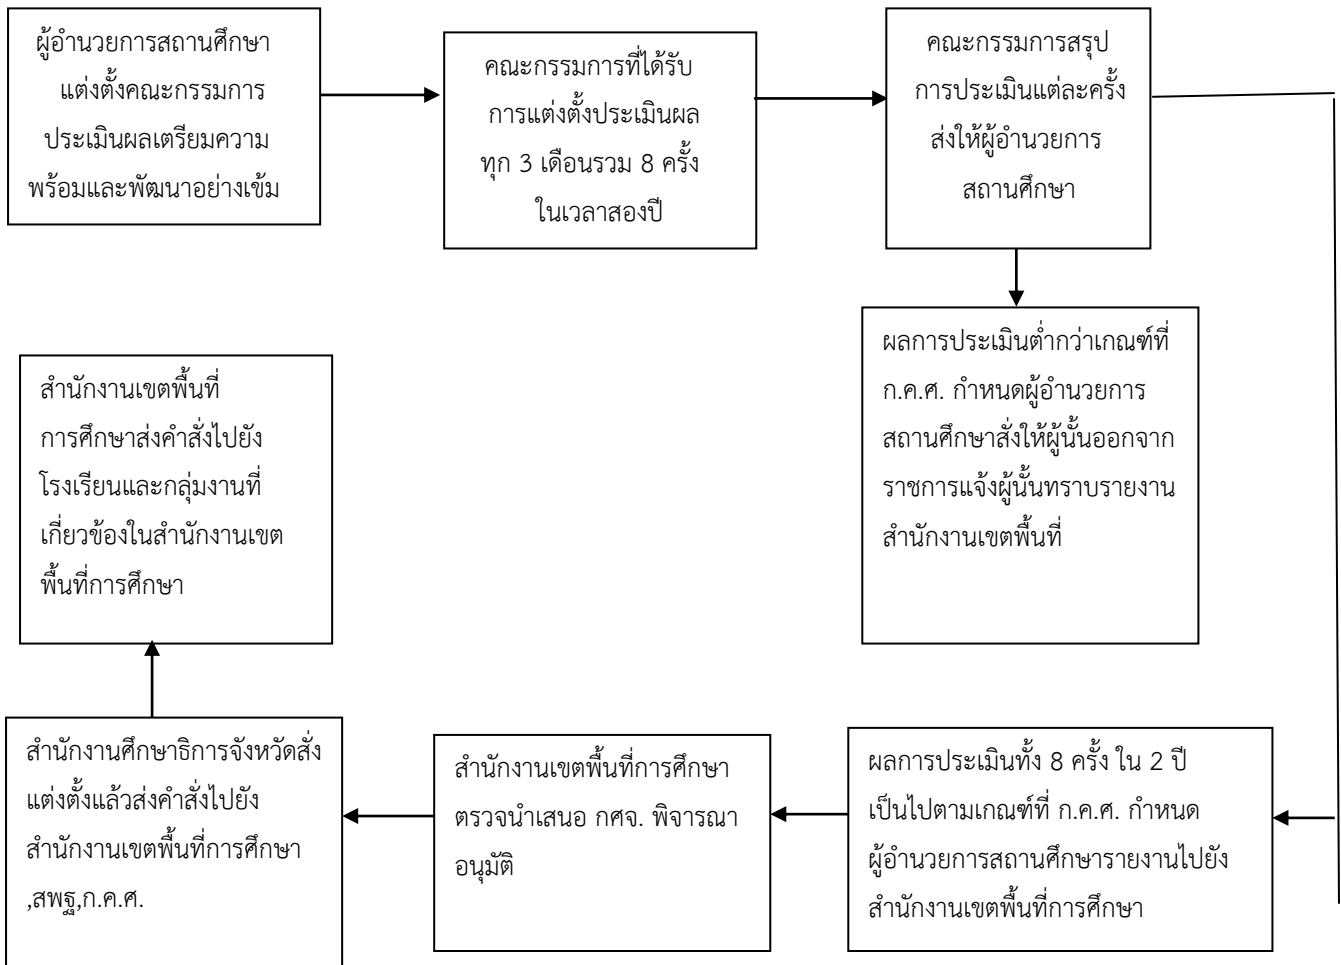 ผู้อำนวยการสถานศึกษา
แต่งตั้งคณะกรรมการ
ประเมินผลเตรียมความ
พร้อมและพัฒนาอย่างเข้ม
คณะกรรมการที่ได้รับ
การแต่งตั้งประเมินผล
ทุก 3 เดือนรวม 8 ครั้ง
ในเวลาสองปี
คณะกรรมการสรุป
การประเมินแต่ละครั้ง
ส่งให้ผู้อำนวยการ
สถานศึกษา
ผลการประเมินต่ำกว่าเกณฑ์ที่
ก.ค.ศ. กำหนดผู้อำนวยการ
สถานศึกษาสั่งให้ผู้นั้นออกจาก
ราชการแจ้งผู้นั้นทราบรายงาน
สำนักงานเขตพื้นที่
ผลการประเมินทั้ง 8 ครั้ง ใน 2 ปี
เป็นไปตามเกณฑ์ที่ ก.ค.ศ. กำหนด
ผู้อำนวยการสถานศึกษารายงานไปยัง
สำนักงานเขตพื้นที่การศึกษา
สำนักงานเขตพื้นที่การศึกษา
ตรวจนำเสนอ กศจ. พิจารณา
อนุมัติ
สำนักงานศึกษาธิการจังหวัดสั่ง
แต่งตั้งแล้วส่งคำสั่งไปยัง
สำนักงานเขตพื้นที่การศึกษา
,สพฐ,ก.ค.ศ.
สำนักงานเขตพื้นที่
การศึกษาส่งคำสั่งไปยัง
โรงเรียนและกลุ่มงานที่
เกี่ยวข้องในสำนักงานเขต
พื้นที่การศึกษา